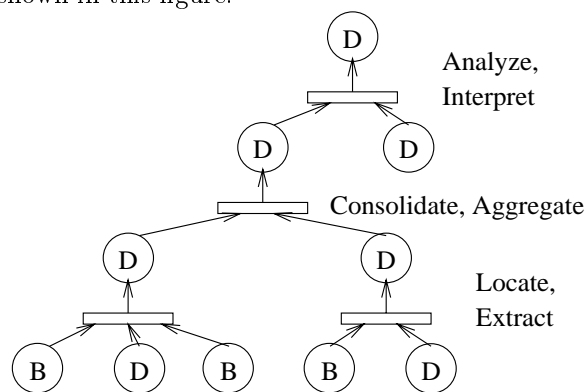 shown in this figure.
D
Analyze,
Interpret
D
D
Consolidate, Aggregate
D
D
Locate,
Extract
B
D
B
B
D